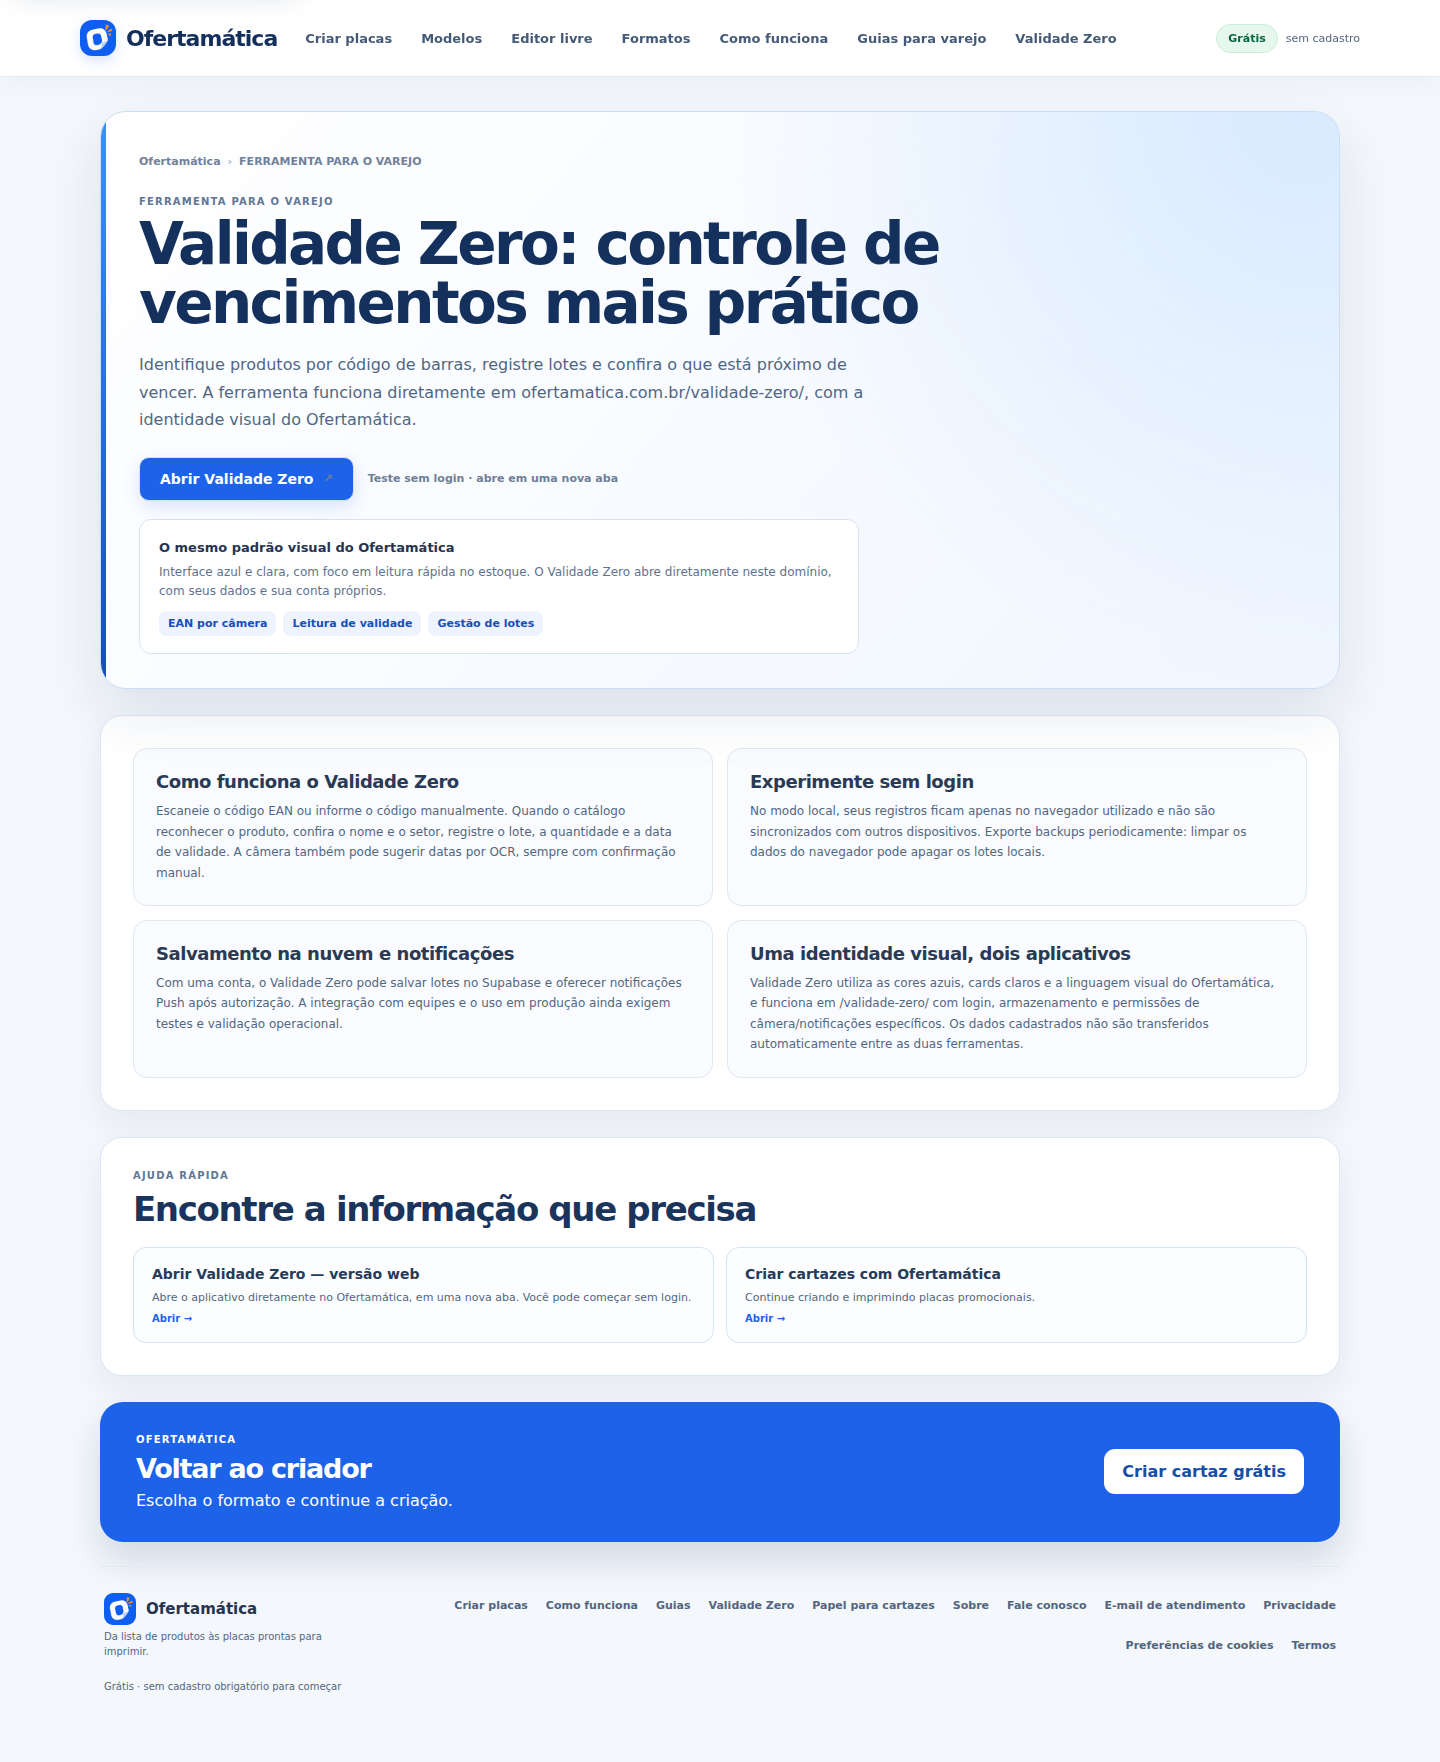 Ofertamática
Criar placas
Modelos
Editor livre
Formatos
Como funciona
Guias para varejo
Validade Zero
Grátis
sem cadastro
Ofertamática › FERRAMENTA PARA O VAREJO
FERRAMENTA PARA O VAREJO
Validade Zero: controle de
vencimentos mais prático
Identifique produtos por código de barras, registre lotes e confira o que está próximo de
vencer. A ferramenta funciona diretamente em ofertamatica.com.br/validade-zero/, com a
identidade visual do Ofertamática.
Abrir Validade Zero ↗
Teste sem login · abre em uma nova aba
O mesmo padrão visual do Ofertamática
Interface azul e clara, com foco em leitura rápida no estoque. O Validade Zero abre diretamente neste domínio,
com seus dados e sua conta próprios.
EAN por câmera
Leitura de validade
Gestão de lotes
Como funciona o Validade Zero
Escaneie o código EAN ou informe o código manualmente. Quando o catálogo
reconhecer o produto, confira o nome e o setor, registre o lote, a quantidade e a data
de validade. A câmera também pode sugerir datas por OCR, sempre com confirmação
manual.
Experimente sem login
No modo local, seus registros ficam apenas no navegador utilizado e não são
sincronizados com outros dispositivos. Exporte backups periodicamente: limpar os
dados do navegador pode apagar os lotes locais.
Salvamento na nuvem e notificações
Com uma conta, o Validade Zero pode salvar lotes no Supabase e oferecer notificações
Push após autorização. A integração com equipes e o uso em produção ainda exigem
testes e validação operacional.
Uma identidade visual, dois aplicativos
Validade Zero utiliza as cores azuis, cards claros e a linguagem visual do Ofertamática,
e funciona em /validade-zero/ com login, armazenamento e permissões de
câmera/notificações específicos. Os dados cadastrados não são transferidos
automaticamente entre as duas ferramentas.
AJUDA RÁPIDA
Encontre a informação que precisa
Abrir Validade Zero — versão web
Abre o aplicativo diretamente no Ofertamática, em uma nova aba. Você pode começar sem login.
Abrir →
Criar cartazes com Ofertamática
Continue criando e imprimindo placas promocionais.
Abrir →
OFERTAMÁTICA
Voltar ao criador
Escolha o formato e continue a criação.
Criar cartaz grátis
Ofertamática
Da lista de produtos às placas prontas para
imprimir.
Grátis · sem cadastro obrigatório para começar
Criar placas
Como funciona
Guias
Validade Zero
Papel para cartazes
Sobre
Fale conosco
E-mail de atendimento
Privacidade
Preferências de cookies
Termos